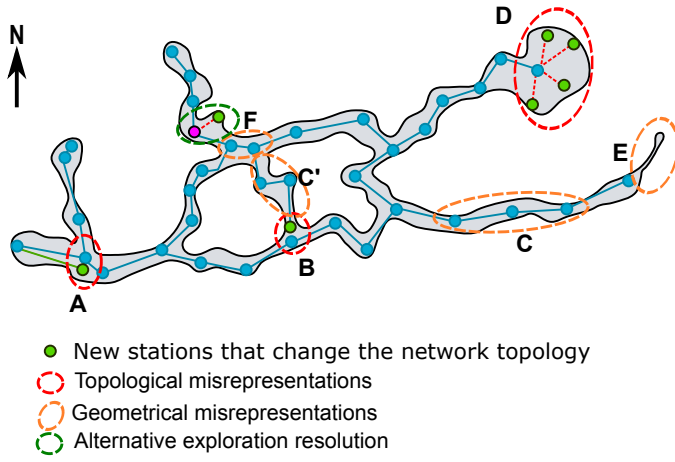 D
N
F
E
C'
C
B
A
New stations that change the network topology
Topological misrepresentations
Geometrical misrepresentations
Alternative exploration resolution